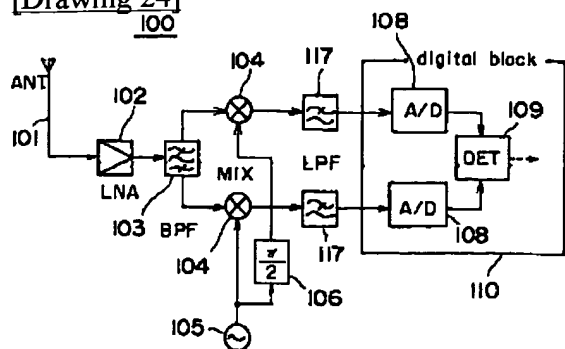 [Drawing 24]
100
ANT
101
102
LNA
103
BPF
104
MIX
104
105
π/2
106
117
LPF
117
digital block
108
A/D
109
DET
A/D
108
110